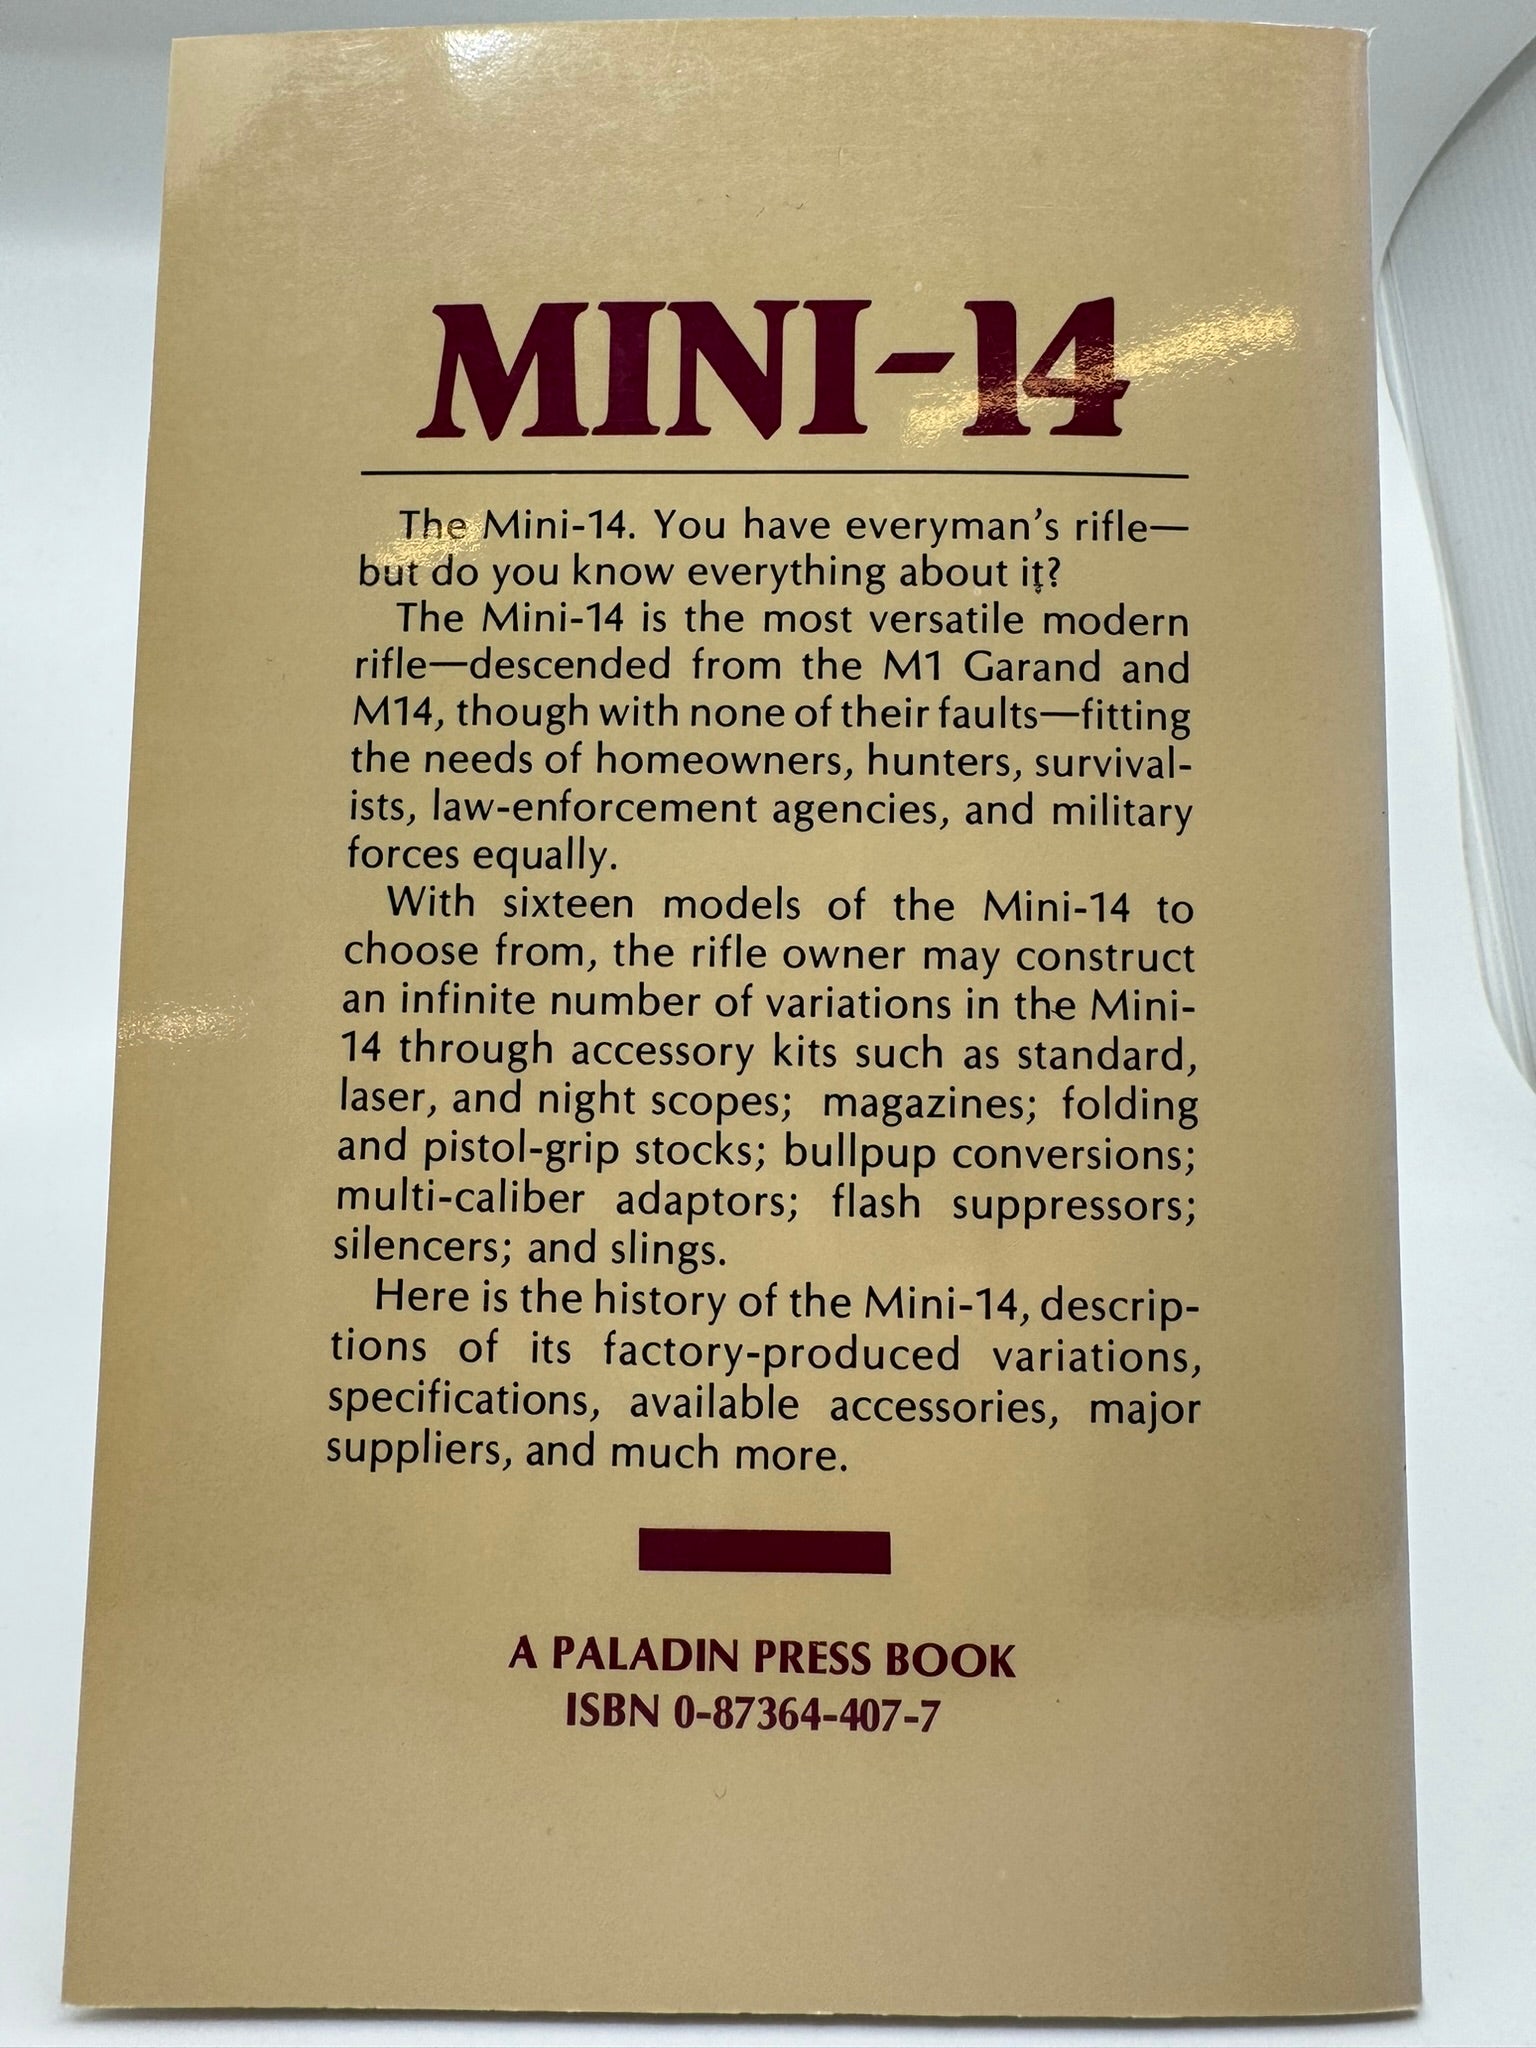 MINI-14
The Mini-14. You have everyman's rifle—
but do you know everything about it?
The Mini-14 is the most versatile modern
rifle—descended from the M1 Garand and
M14, though with none of their faults—fitting
the needs of homeowners, hunters, survival-
ists, law-enforcement agencies, and military
forces equally.
With sixteen models of the Mini-14 to
choose from, the rifle owner may construct
an infinite number of variations in the Mini-
14 through accessory kits such as standard,
laser, and night scopes; magazines; folding
and pistol-grip stocks; bullpup conversions;
multi-caliber adaptors; flash suppressors;
silencers; and slings.
Here is the history of the Mini-14, descrip-
tions of its factory-produced variations,
specifications, available accessories, major
suppliers, and much more.
A PALADIN PRESS BOOK
ISBN 0-87364-407-7